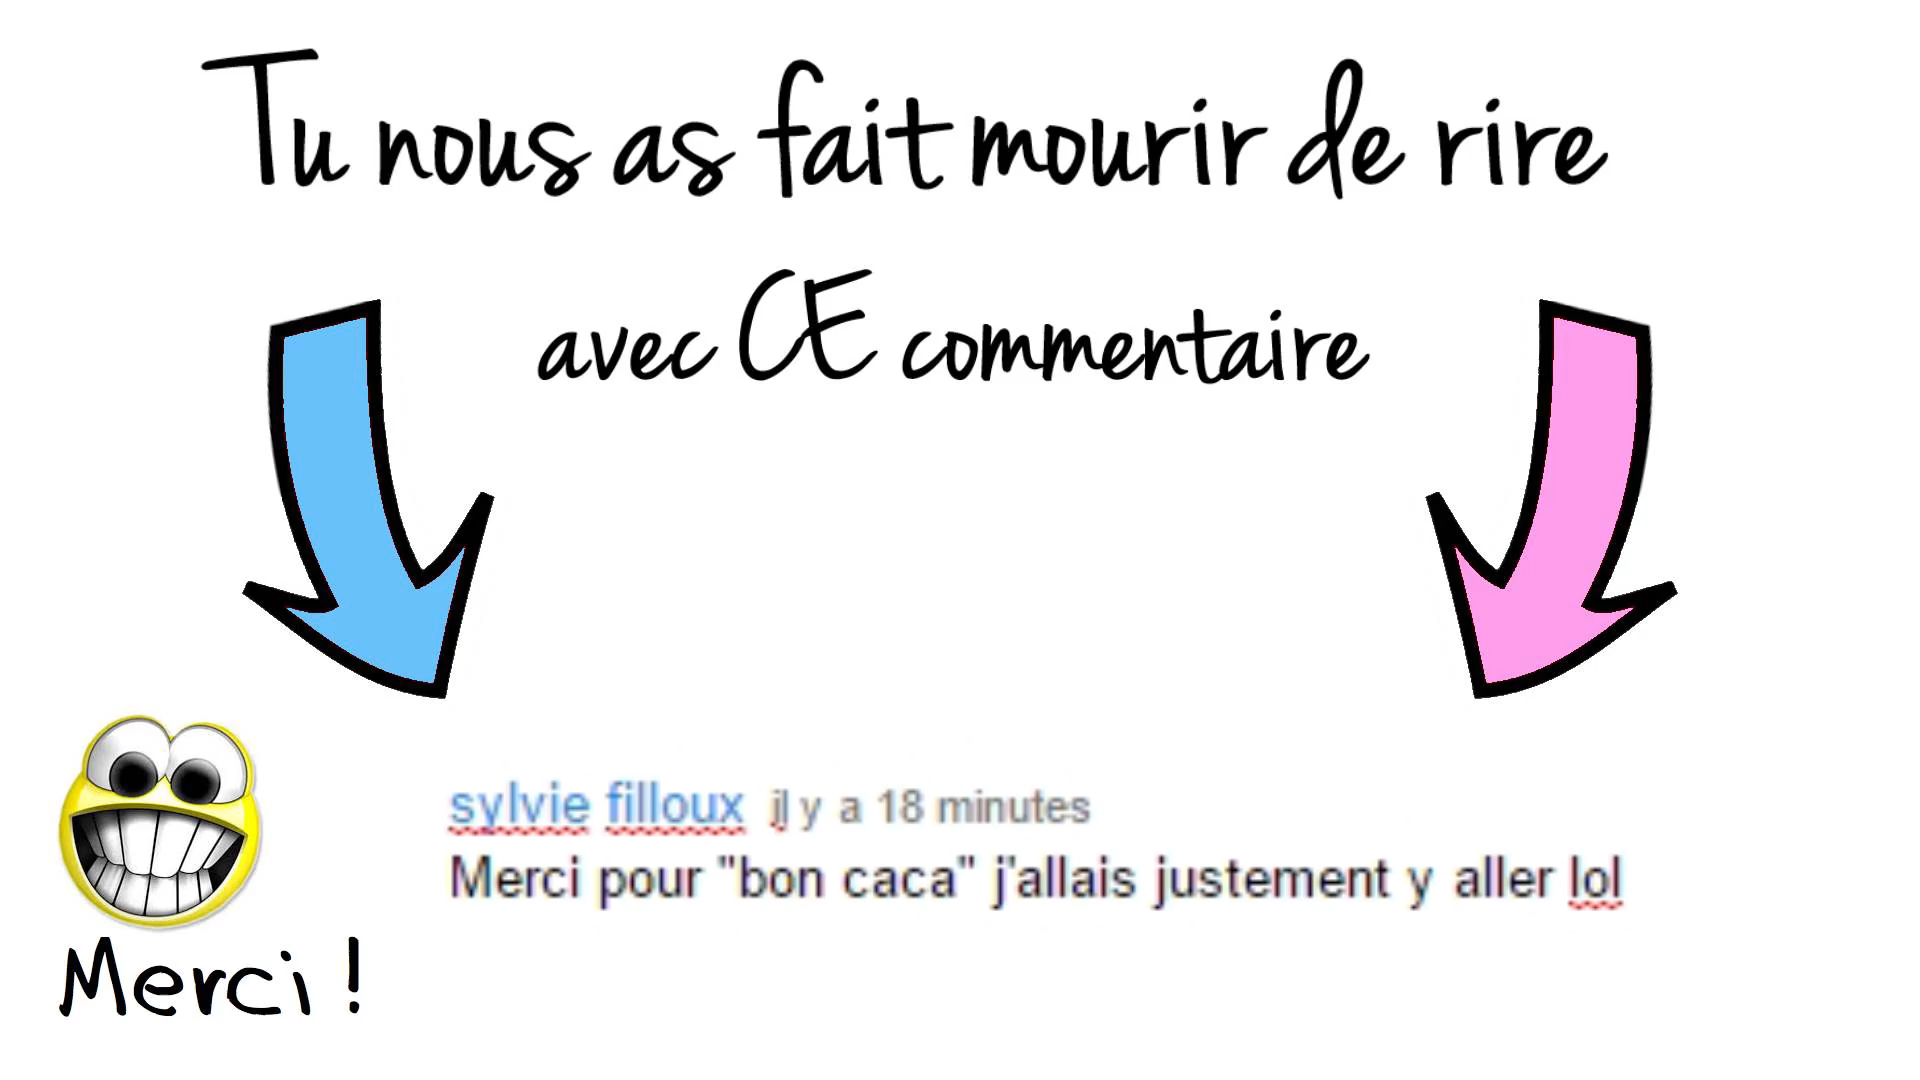 Tu nous as fait mourir de rire
avec CE commentaire
sylvie filloux il y a 18 minutes
Merci pour "bon caca" j'allais justement y aller lol
Merci !